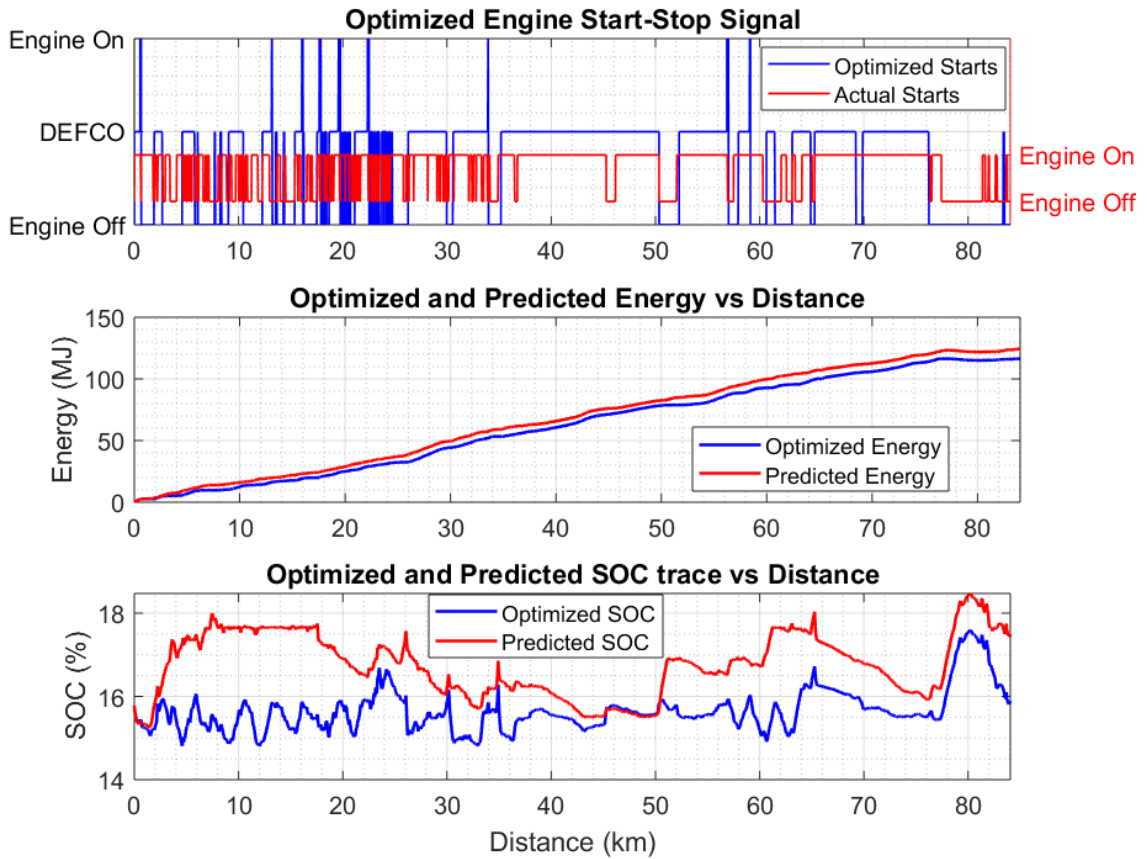 Optimized Engine Start-Stop Signal
Engine On
DEFCO
Engine Off
Optimized Starts
Actual Starts
Engine On
Engine Off
0 10 20 30 40 50 60 70 80
Optimized and Predicted Energy vs Distance
Energy (MJ)
150
100
50
0
Optimized Energy
Predicted Energy
0 10 20 30 40 50 60 70 80
Optimized and Predicted SOC trace vs Distance
SOC (%)
18
16
14
Optimized SOC
Predicted SOC
0 10 20 30 40 50 60 70 80
Distance (km)